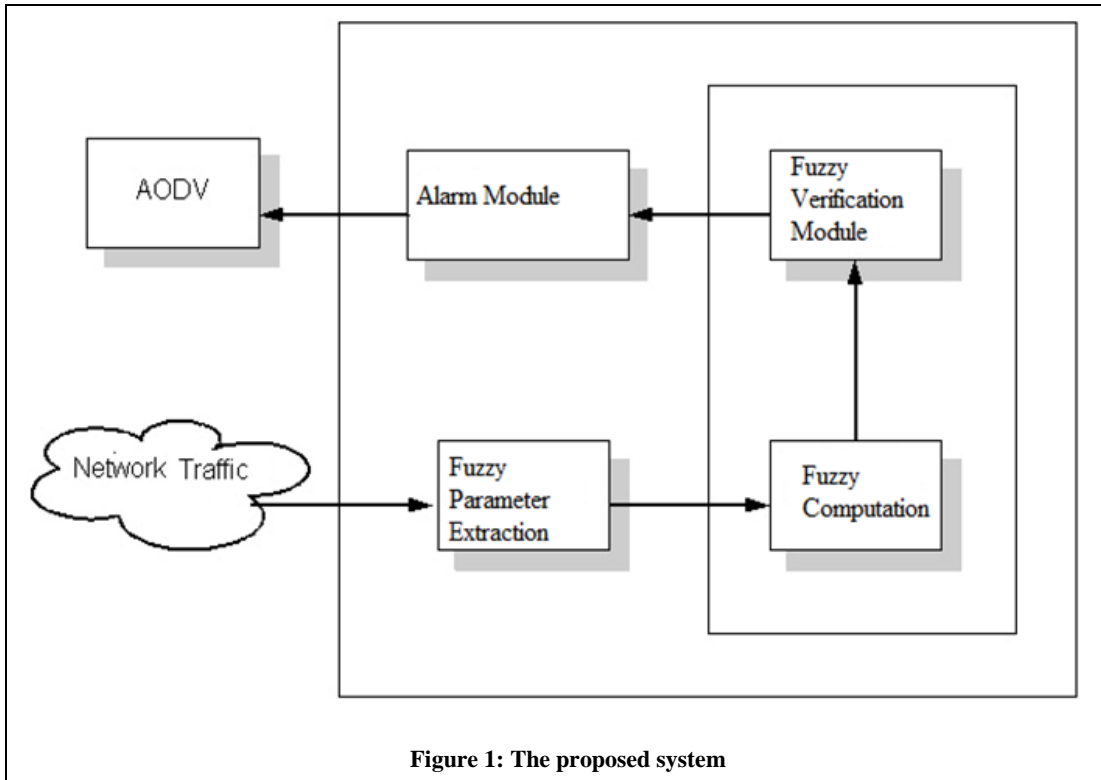 AODV
Alarm Module
Fuzzy
Verification
Module
Network Traffic
Fuzzy
Parameter
Extraction
Fuzzy
Computation
Figure 1: The proposed system